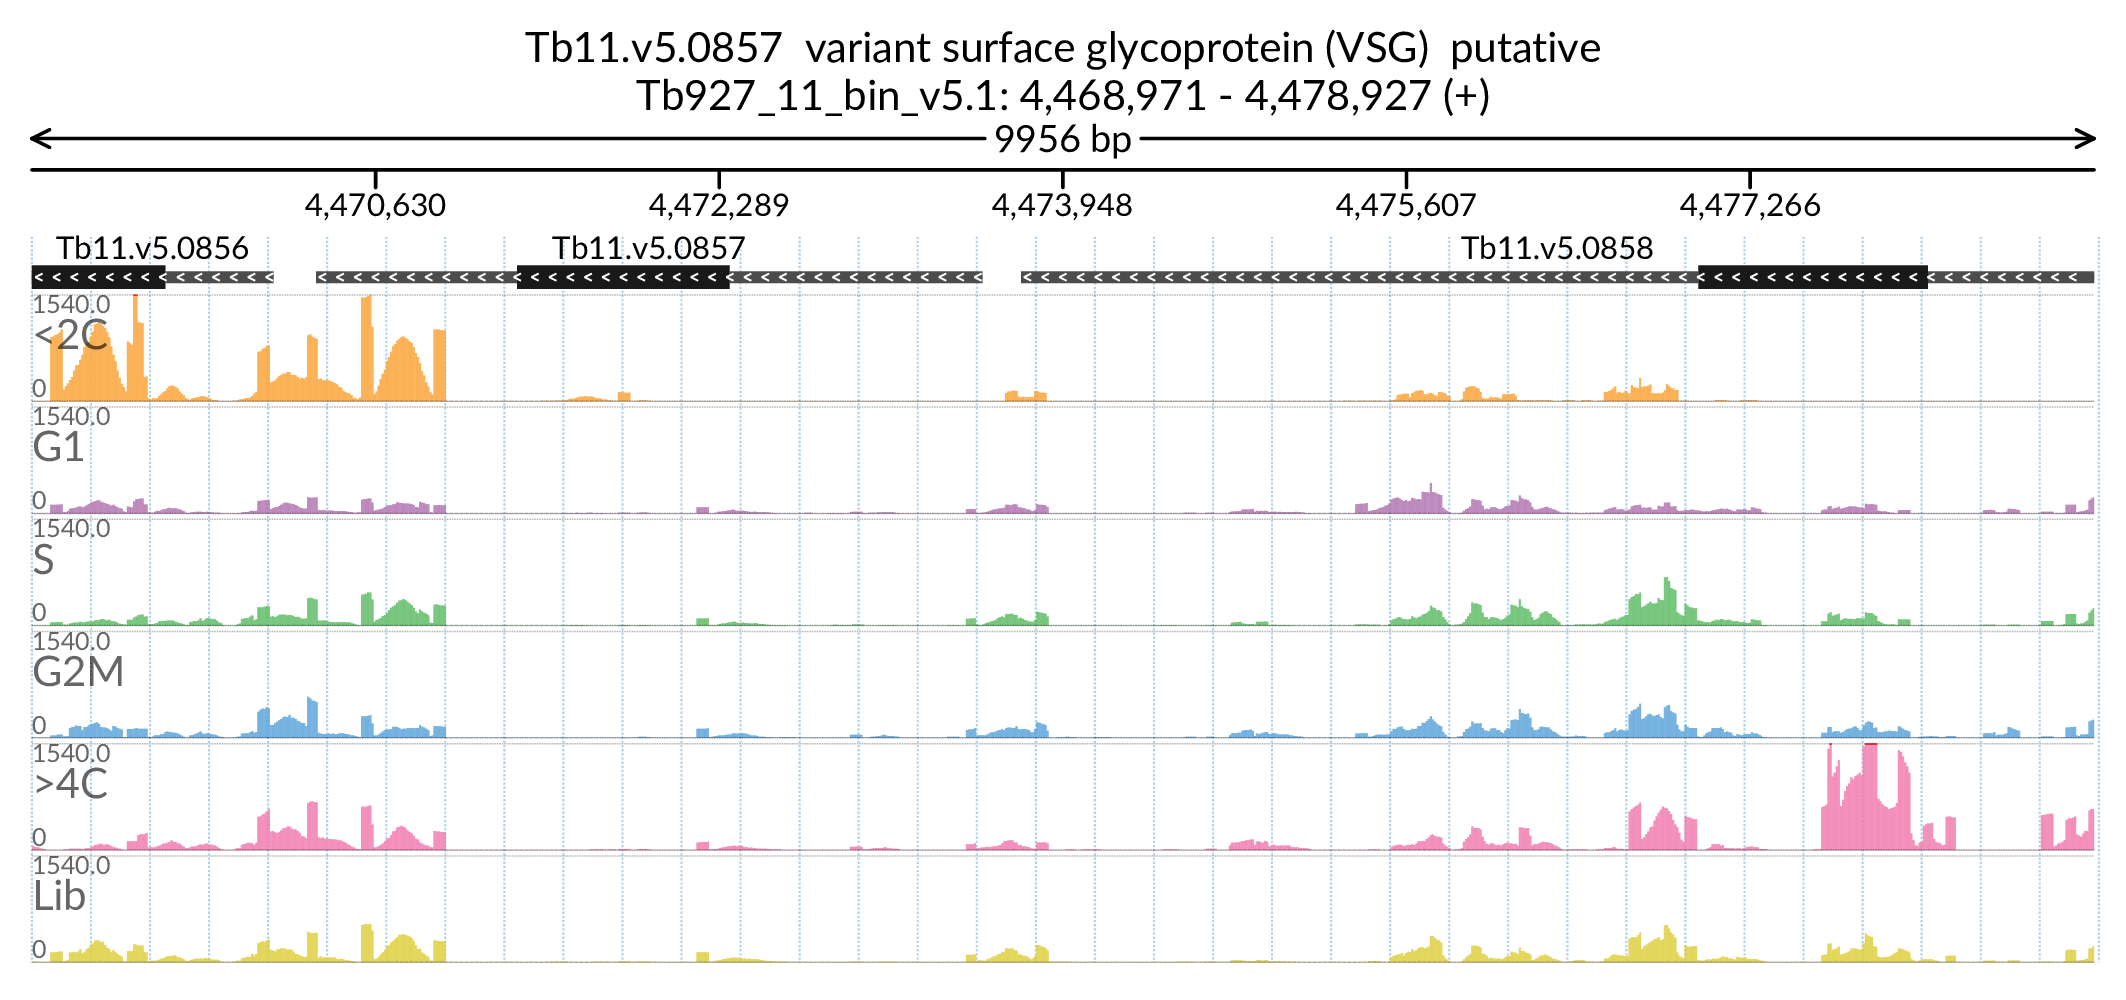 Tb11.v5.0857  variant surface glycoprotein (VSG)  putative
Tb927_11_bin_v5.1: 4,468,971 - 4,478,927 (+)
9956 bp
4,470,630 4,472,289 4,473,948 4,475,607 4,477,266
Tb11.v5.0856 Tb11.v5.0857 Tb11.v5.0858
1540.0
<2C
0
1540.0
G1
0
1540.0
S
0
1540.0
G2M
0
1540.0
>4C
0
1540.0
Lib
0